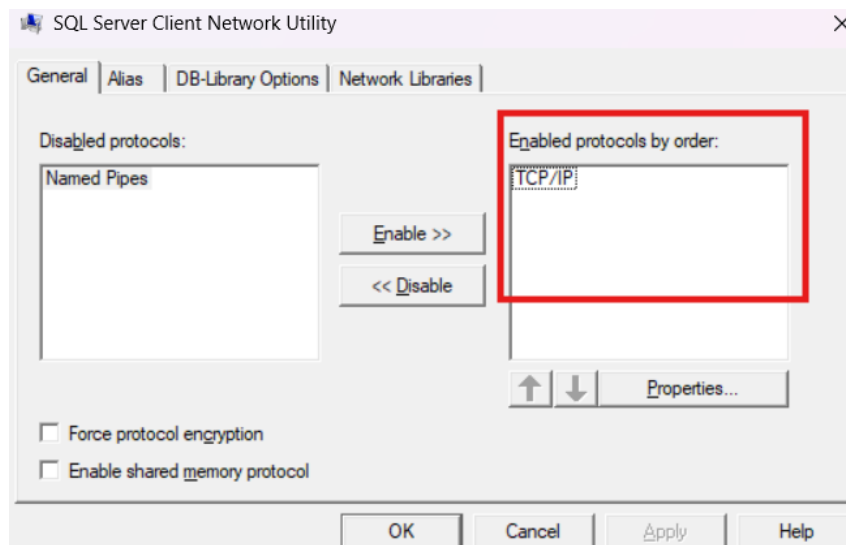 SQL Server Client Network Utility
General Alias DB-Library Options Network Libraries
Disabled protocols:
Named Pipes
Enable >>
<< Disable
Enabled protocols by order:
TCP/IP
Properties...
Force protocol encryption
Enable shared memory protocol
OK Cancel Apply Help